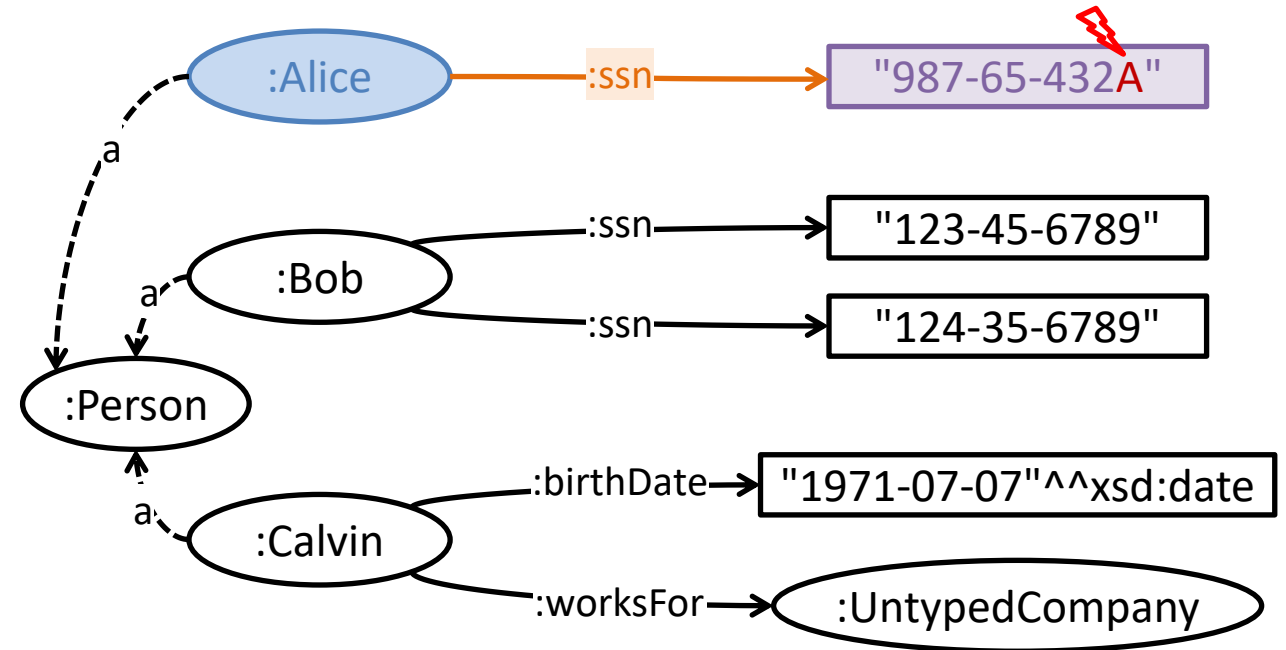 :Alice
:ssn
"987-65-432A"
a
:Bob
:ssn
"123-45-6789"
a
:ssn
"124-35-6789"
:Person
:birthDate
"1971-07-07"^^xsd:date
a
:Calvin
:worksFor
:UntypedCompany